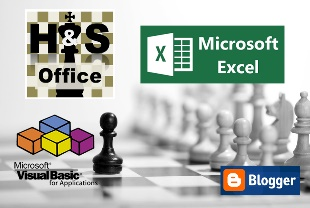 H&S
Office
Microsoft
Excel
Microsoft®
Visual Basic®
for Applications
Blogger